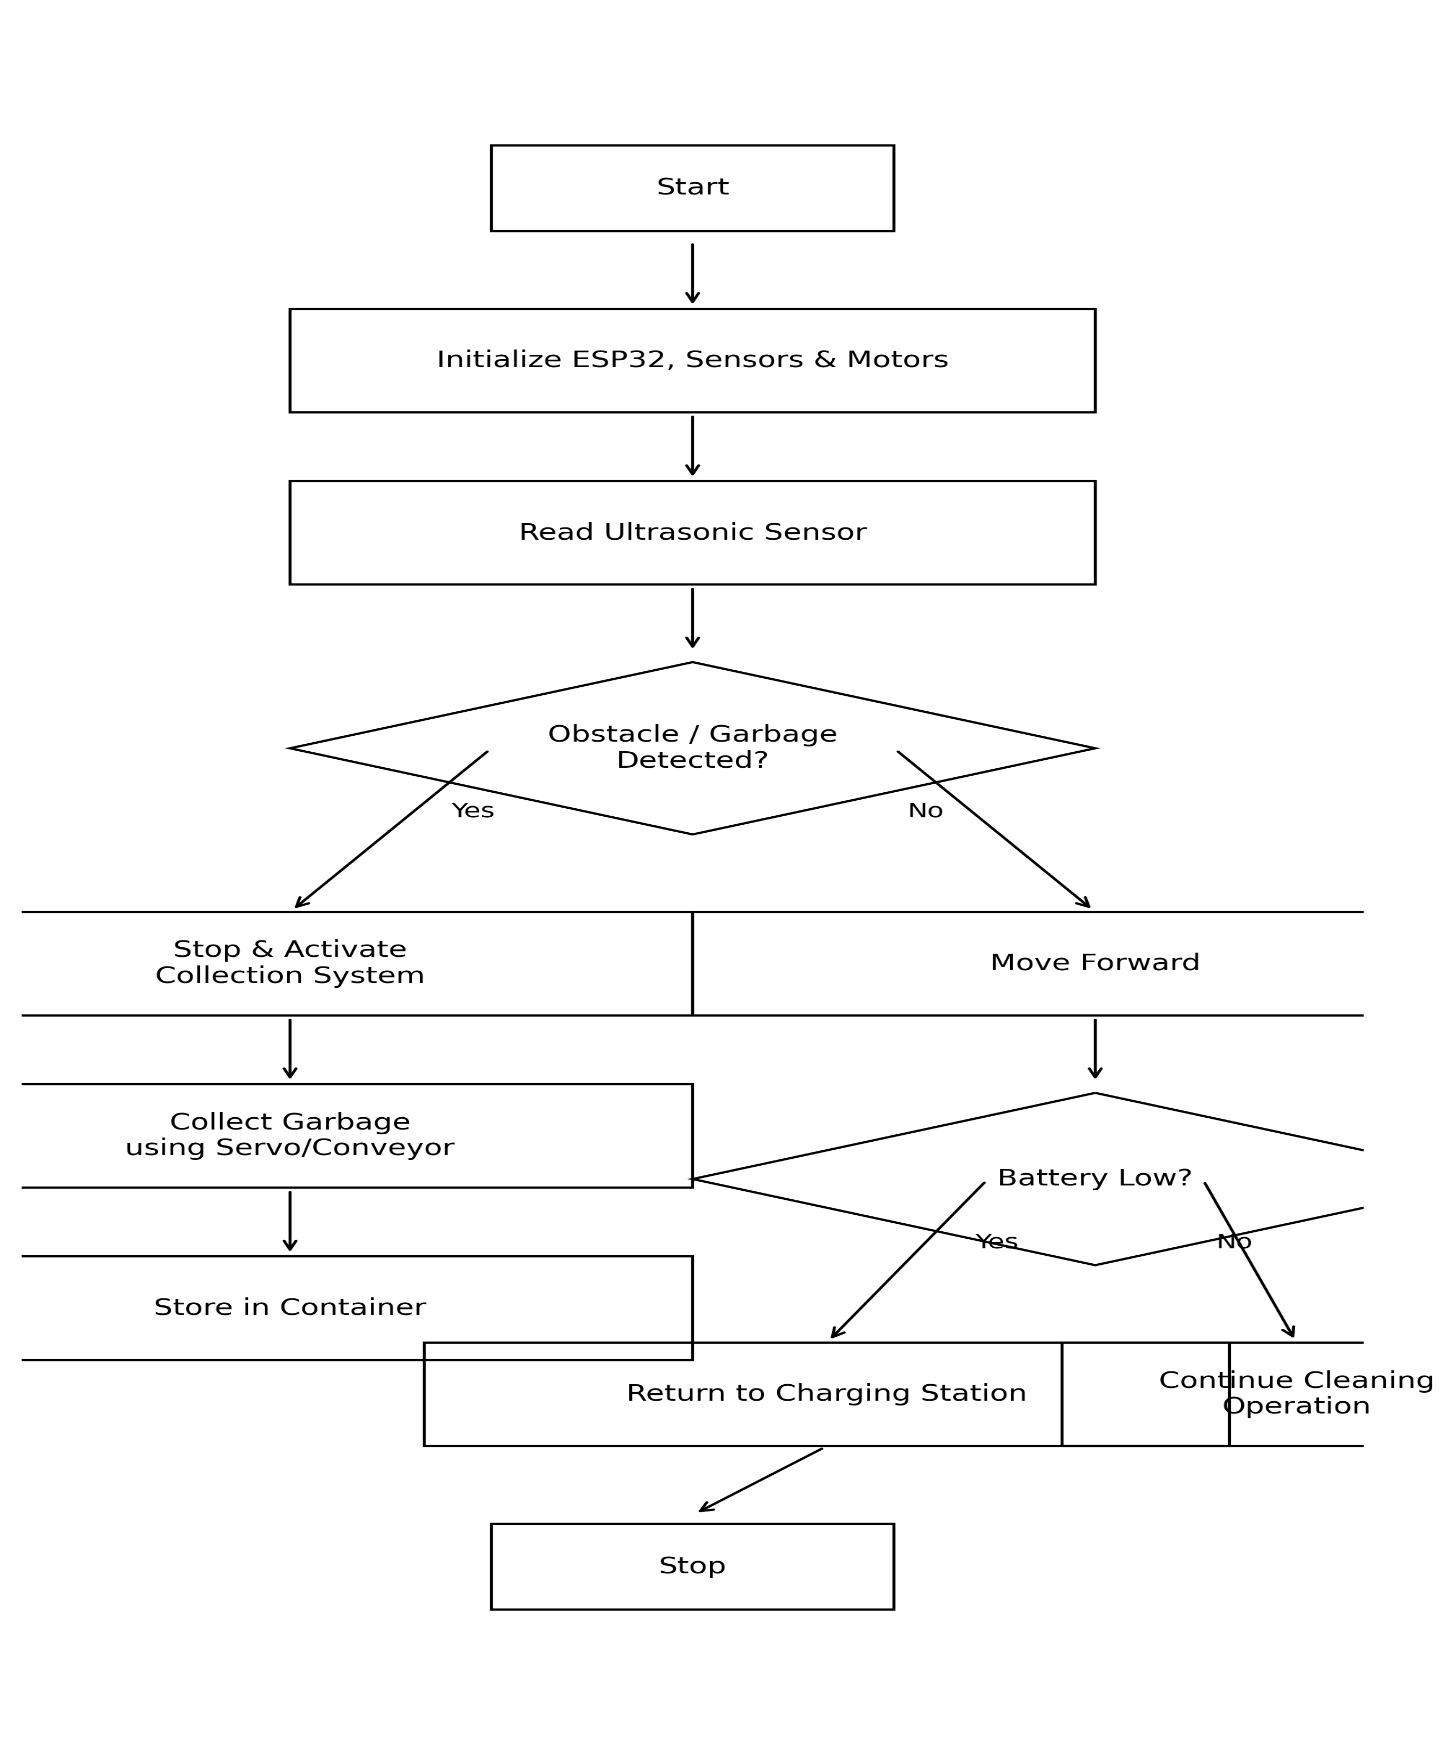 Start
Initialize ESP32, Sensors & Motors
Read Ultrasonic Sensor
Obstacle / Garbage
Detected?
Yes
No
Stop & Activate
Collection System
Move Forward
Collect Garbage
using Servo/Conveyor
Battery Low?
Yes
No
Store in Container
Return to Charging Station
Continue Cleaning
Operation
Stop